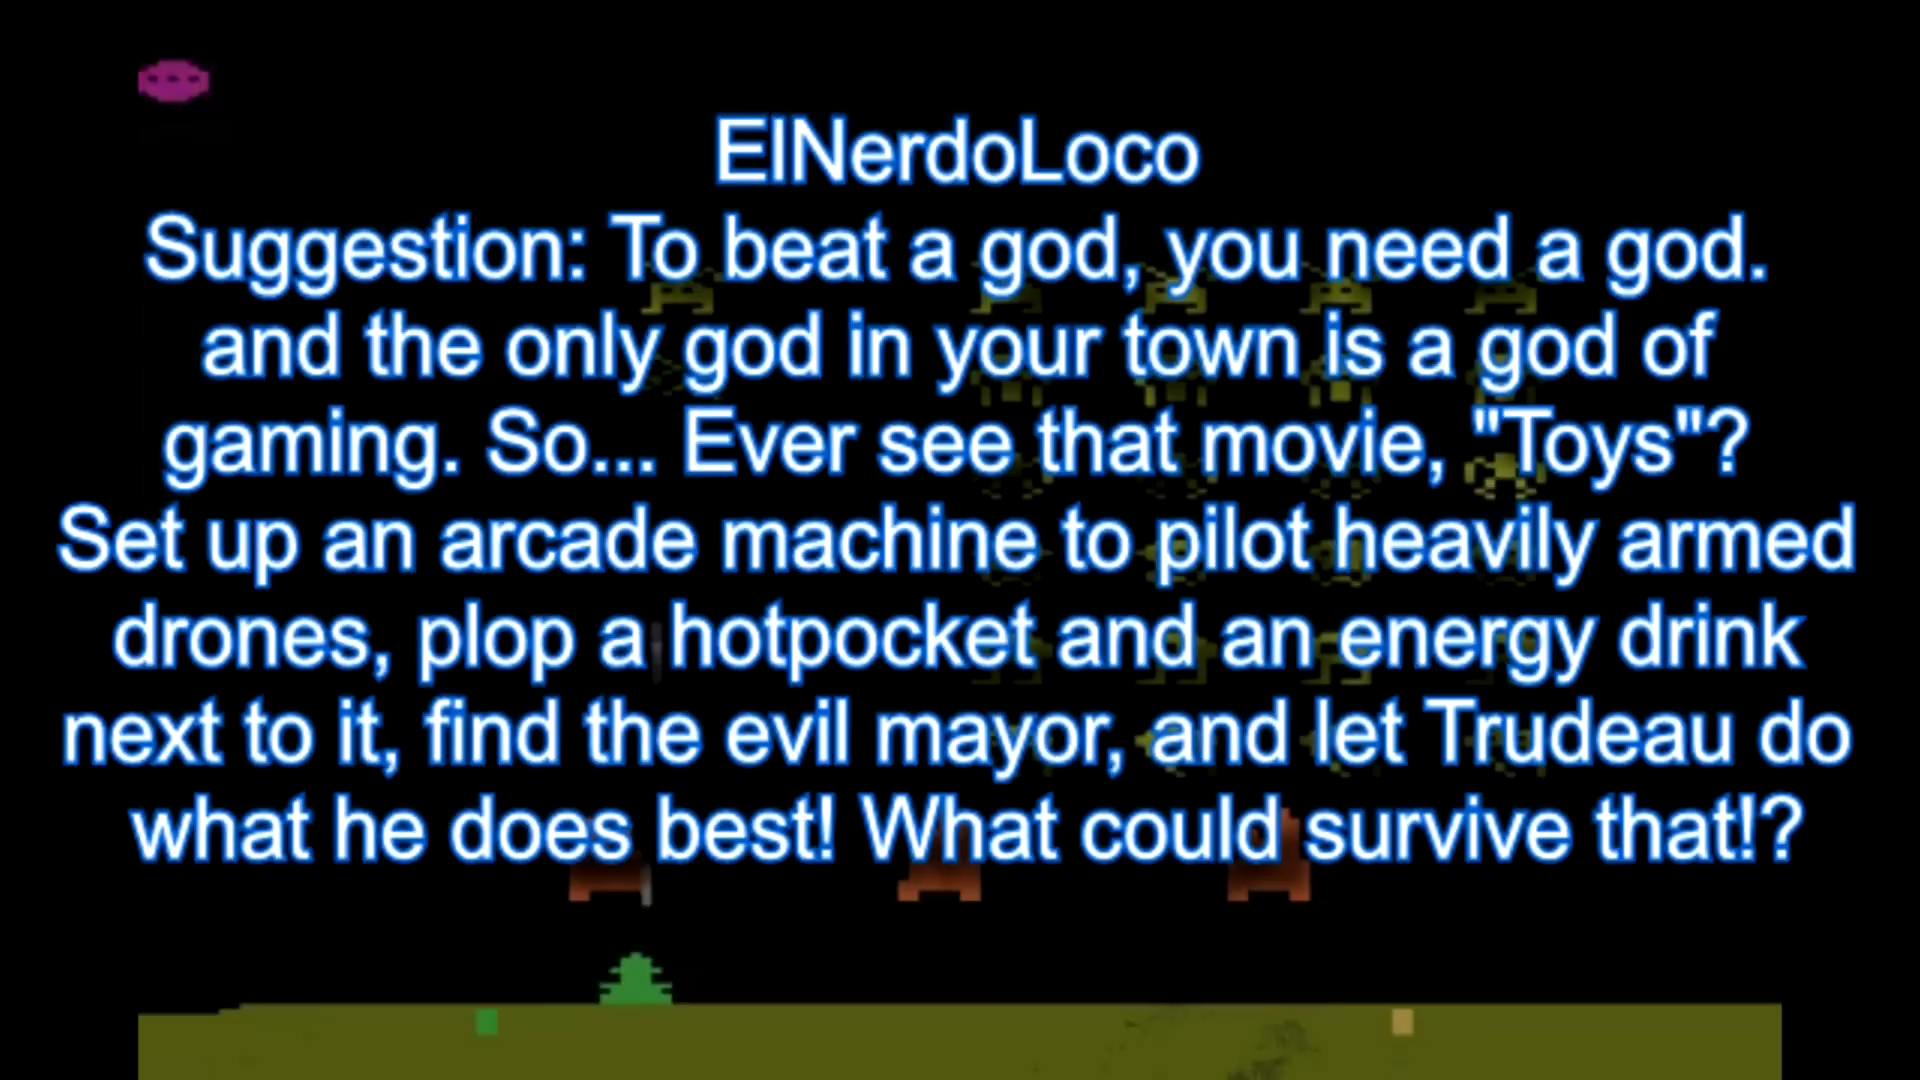 ElNerdoLoco
Suggestion: To beat a god, you need a god.
and the only god in your town is a god of
gaming. So... Ever see that movie, "Toys"?
Set up an arcade machine to pilot heavily armed
drones, plop a hotpocket and an energy drink
next to it, find the evil mayor, and let Trudeau do
what he does best! What could survive that!?